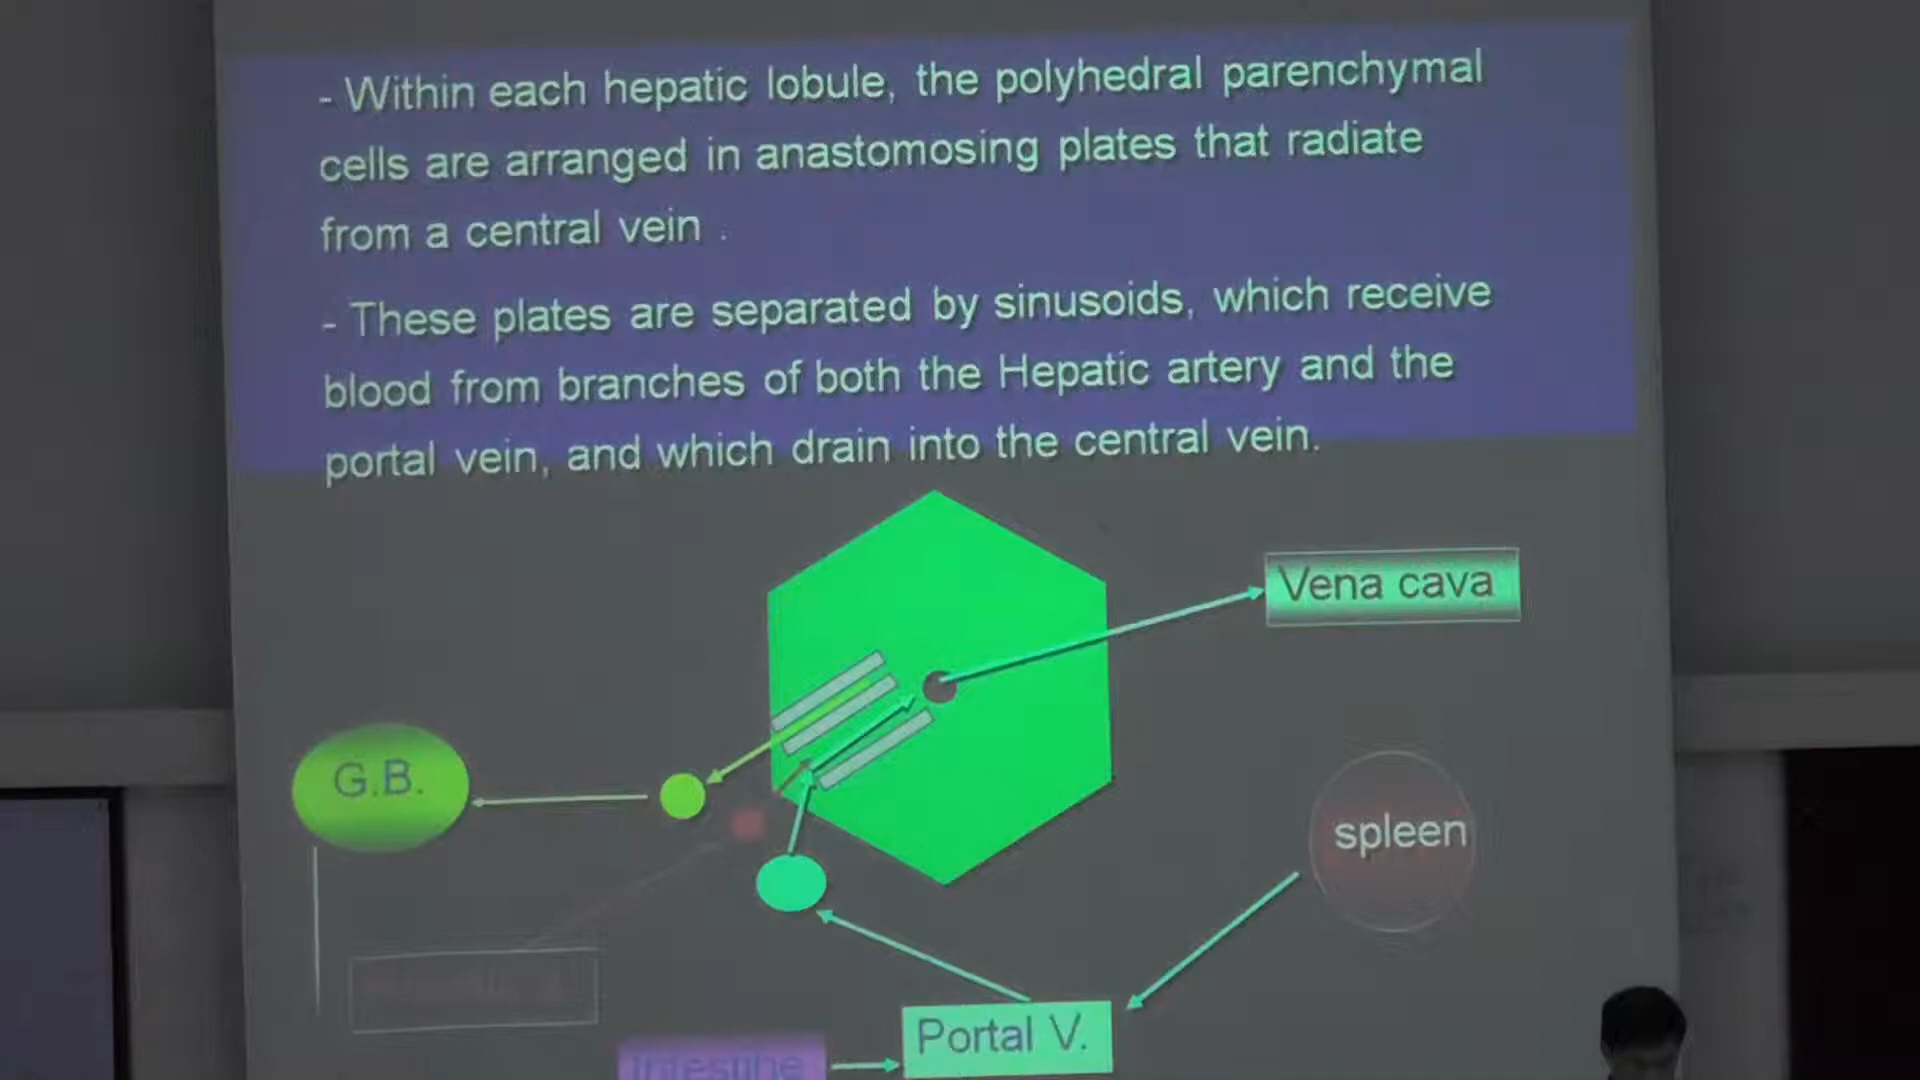 - Within each hepatic lobule, the polyhedral parenchymal
cells are arranged in anastomosing plates that radiate
from a central vein .
- These plates are separated by sinusoids, which receive
blood from branches of both the Hepatic artery and the
portal vein, and which drain into the central vein.
Vena cava
G.B.
spleen
Portal V.
Intestine